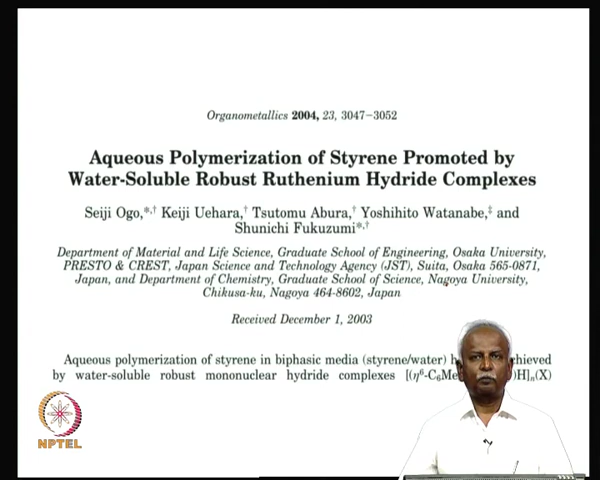 Organometallics 2004, 23, 3047−3052
Aqueous Polymerization of Styrene Promoted by
Water-Soluble Robust Ruthenium Hydride Complexes
Seiji Ogo,*,† Keiji Uehara,† Tsutomu Abura,† Yoshihito Watanabe,‡ and
Shunichi Fukuzumi*,†
Department of Material and Life Science, Graduate School of Engineering, Osaka University,
PRESTO & CREST, Japan Science and Technology Agency (JST), Suita, Osaka 565-0871,
Japan, and Department of Chemistry, Graduate School of Science, Nagoya University,
Chikusa-ku, Nagoya 464-8602, Japan
Received December 1, 2003
Aqueous polymerization of styrene in biphasic media (styrene/water)
by water-soluble robust mononuclear hydride complexes
NPTEL